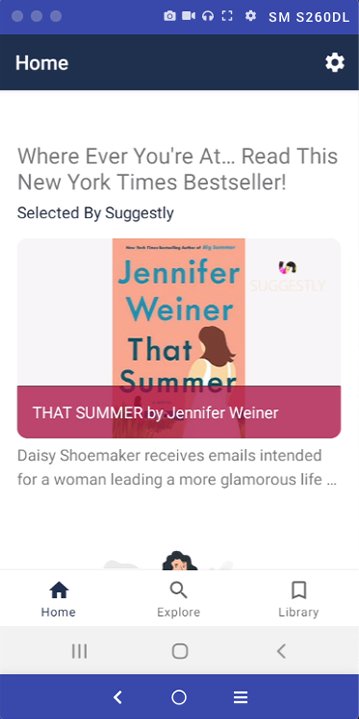 SM S260DL
Home
Where Ever You're At... Read This
New York Times Bestseller!
Selected By Suggestly
New York Times Bestselling Author of Big Summer
Jennifer
Weiner
That
Summer
SUGGESTLY
THAT SUMMER by Jennifer Weiner
Daisy Shoemaker receives emails intended
for a woman leading a more glamorous life ...
Home
Explore
Library